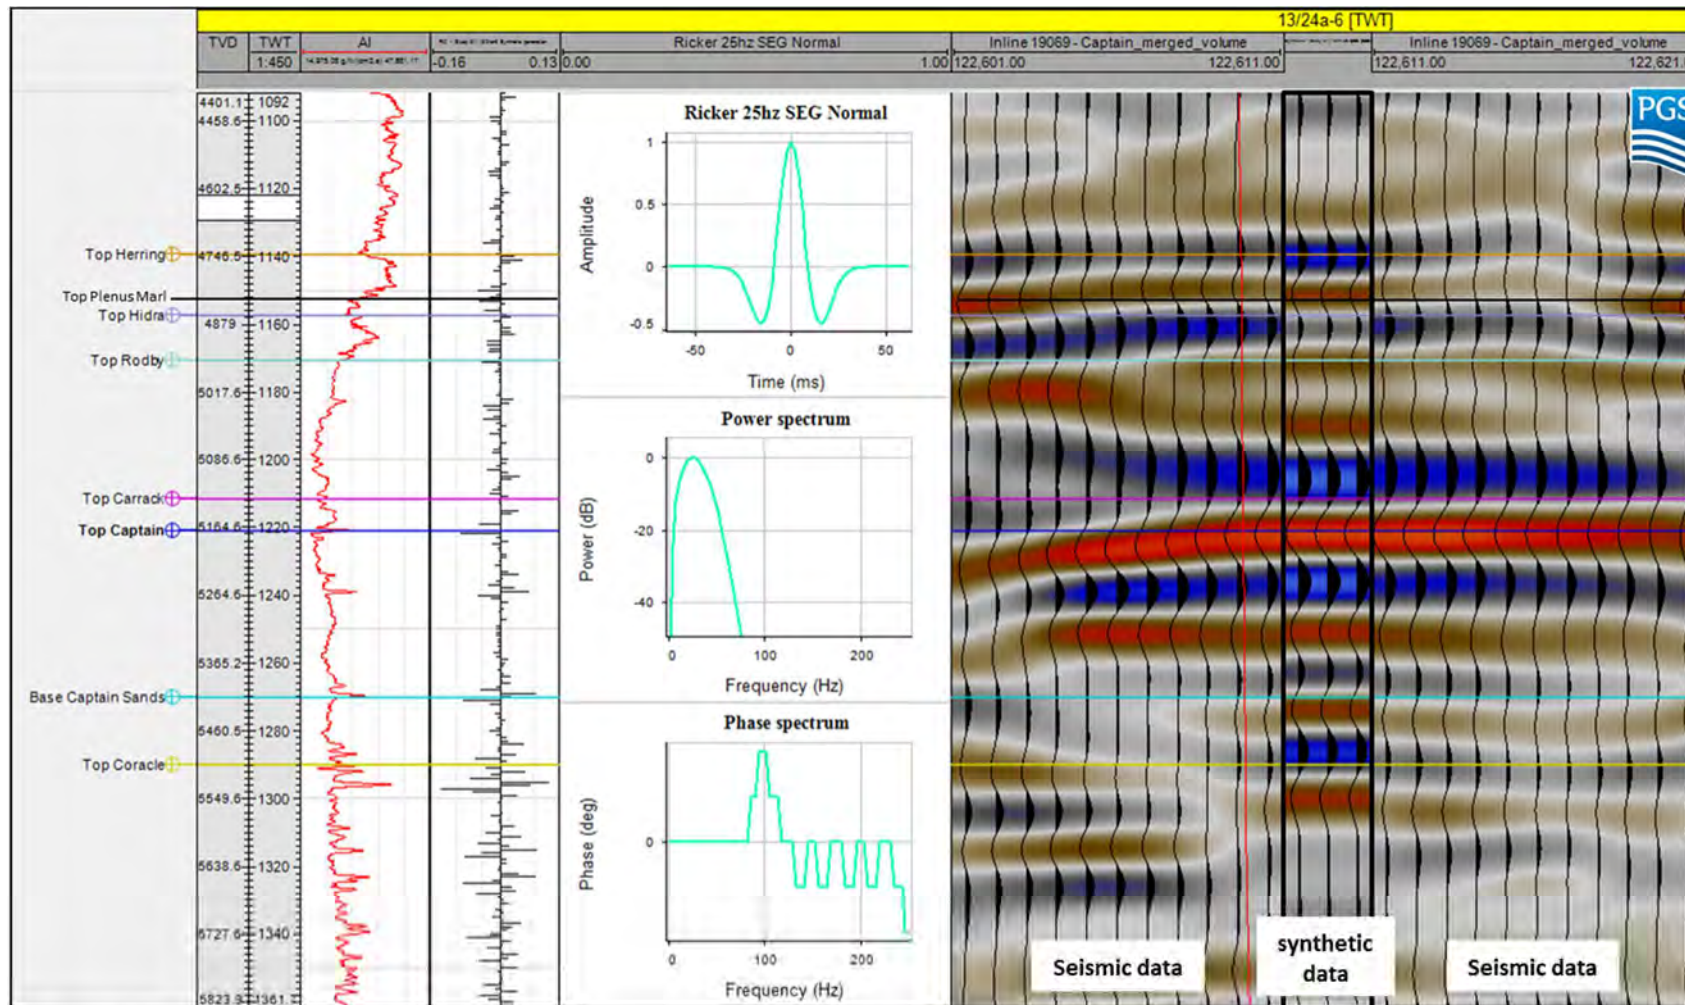 13/24a-6 [TWT]
TVD TWT AI Ricker 25hz SEG Normal Inline 19069 - Captain_merged_volume Inline 19069 - Captain_merged_volume
1:450 -0.16 0.13 0.00 1.00 122,601.00 122,611.00 122,611.00 122,621.0
PGS
4401.1 1092
4458.6 1100
4602.5 1120
Top Herring 4746.5 1140
Top Plenus Marl
Top Hidra 4879 1160
Top Rodby
5017.6 1180
5086.6 1200
Top Carrack
Top Captain 5164.6 1220
5264.6 1240
5365.2 1260
Base Captain Sands
5460.5 1280
Top Coracle
5549.6 1300
5638.6 1320
5727.6 1340
5823.9 1361.
Ricker 25hz SEG Normal
Amplitude
1
0.5
0
-0.5
-50 0 50
Time (ms)
Power spectrum
Power (dB)
0
-20
-40
0 100 200
Frequency (Hz)
Phase spectrum
Phase (deg)
0
0 100 200
Frequency (Hz)
Seismic data
synthetic
data
Seismic data